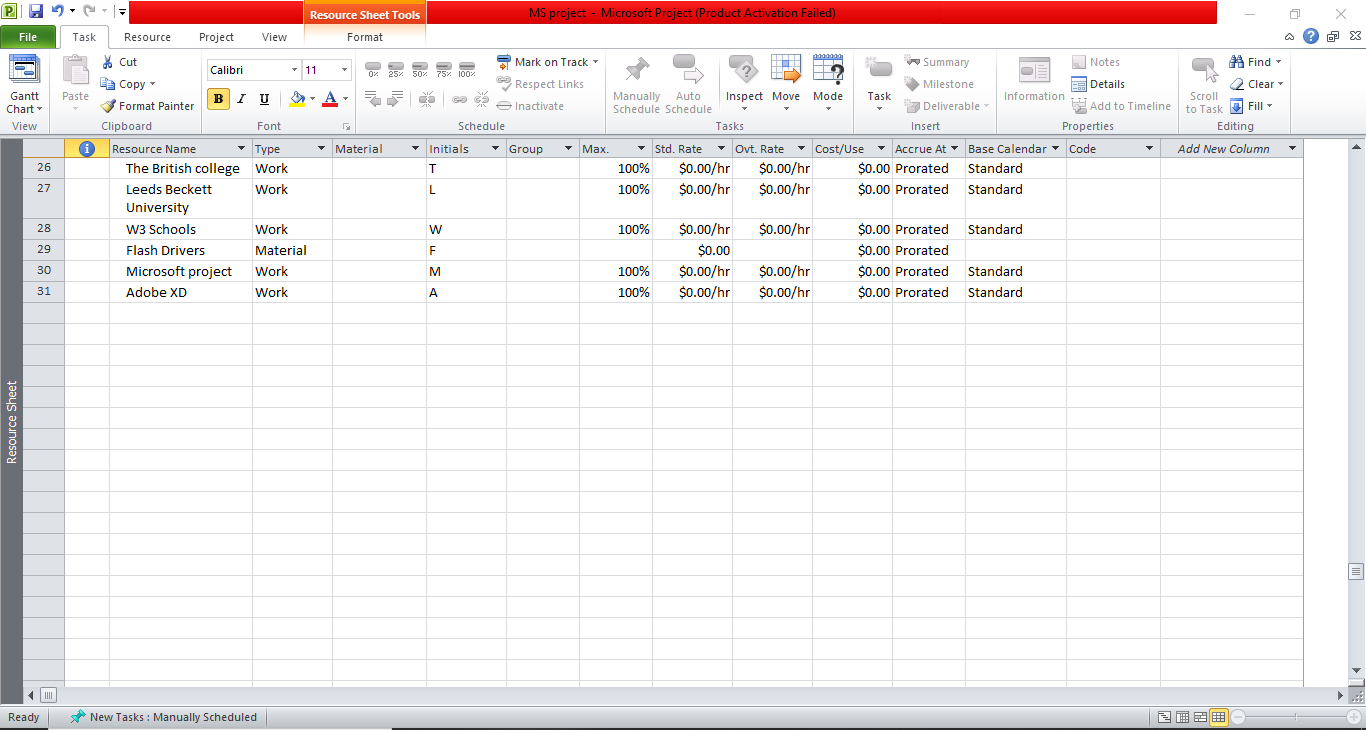 Resource Sheet Tools
MS project - Microsoft Project (Product Activation Failed)
File Task Resource Project View Format
Gantt Chart
View
Paste
Cut
Copy
Format Painter
Clipboard
Calibri 11
B I U A
Font
0% 25% 50% 75% 100%
Mark on Track
Respect Links
Inactivate
Schedule
Manually Schedule
Auto Schedule
Inspect
Move
Mode
Tasks
Task
Summary
Milestone
Deliverable
Insert
Information
Notes
Details
Add to Timeline
Properties
Scroll to Task
Find
Clear
Fill
Editing
Resource Name Type Material Initials Group Max. Std. Rate Ovt. Rate Cost/Use Accrue At Base Calendar Code Add New Column
26 The British college Work T 100% $0.00/hr $0.00/hr $0.00 Prorated Standard
27 Leeds Beckett Work L 100% $0.00/hr $0.00/hr $0.00 Prorated Standard
University
28 W3 Schools Work W 100% $0.00/hr $0.00/hr $0.00 Prorated Standard
29 Flash Drivers Material F $0.00 $0.00 Prorated
30 Microsoft project Work M 100% $0.00/hr $0.00/hr $0.00 Prorated Standard
31 Adobe XD Work A 100% $0.00/hr $0.00/hr $0.00 Prorated Standard
Resource Sheet
Ready New Tasks : Manually Scheduled